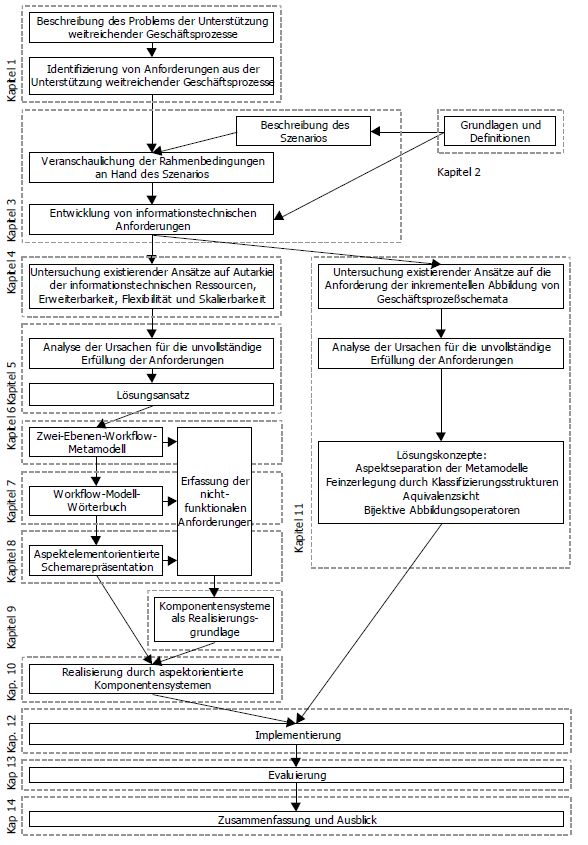 Kapitel 1
Beschreibung des Problems der Unterstützung
weitreichender Geschäftsprozesse
Identifizierung von Anforderungen aus der
Unterstützung weitreichender Geschäftsprozesse
Kapitel 3
Beschreibung des
Szenarios
Grundlagen und
Definitionen
Kapitel 2
Veranschaulichung der Rahmenbedingungen
an Hand des Szenarios
Entwicklung von informationstechnischen
Anforderungen
Kapitel 4
Untersuchung existierender Ansätze auf Autarkie
der informationstechnischen Ressourcen,
Erweiterbarkeit, Flexibilität und Skalierbarkeit
Untersuchung existierender Ansätze auf die
Anforderung der inkrementellen Abbildung von
Geschäftsprozeßschemata
Kapitel 5
Analyse der Ursachen für die unvollständige
Erfüllung der Anforderungen
Lösungsansatz
Kapitel 11
Analyse der Ursachen für die unvollständige
Erfüllung der Anforderungen
Lösungskonzepte:
Aspektseparation der Metamodelle
Feinzerlegung durch Klassifizierungsstrukturen
Äquivalenzsicht
Bijektive Abbildungsoperatoren
Kapitel 6
Zwei-Ebenen-Workflow-
Metamodell
Erfassung der
nicht-
funktionalen
Anforderungen
Kapitel 7
Workflow-Modell-
Wörterbuch
Kapitel 8
Aspektelementorientierte
Schemarepräsentation
Kapitel 9
Komponentensysteme
als Realisierungs-
grundlage
Kap. 10
Realisierung durch aspektorientierte
Komponentensystemen
Kap. 12
Implementierung
Kap 13
Evaluierung
Kap 14
Zusammenfassung und Ausblick